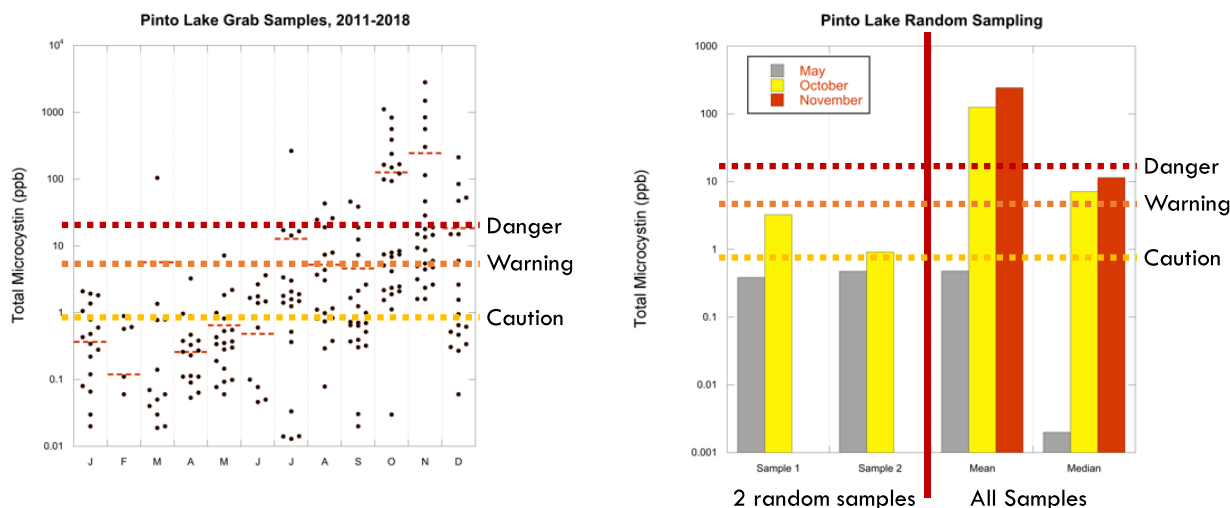 Pinto Lake Grab Samples, 2011-2018
Total Microcystin (ppb)
10⁴
1000
100
10
1
0.1
0.01
J F M A M J J A S O N D
Danger
Warning
Caution
Pinto Lake Random Sampling
Total Microcystin (ppb)
1000
100
10
1
0.1
0.01
0.001
May
October
November
Danger
Warning
Caution
Sample 1 Sample 2 Mean Median
2 random samples All Samples